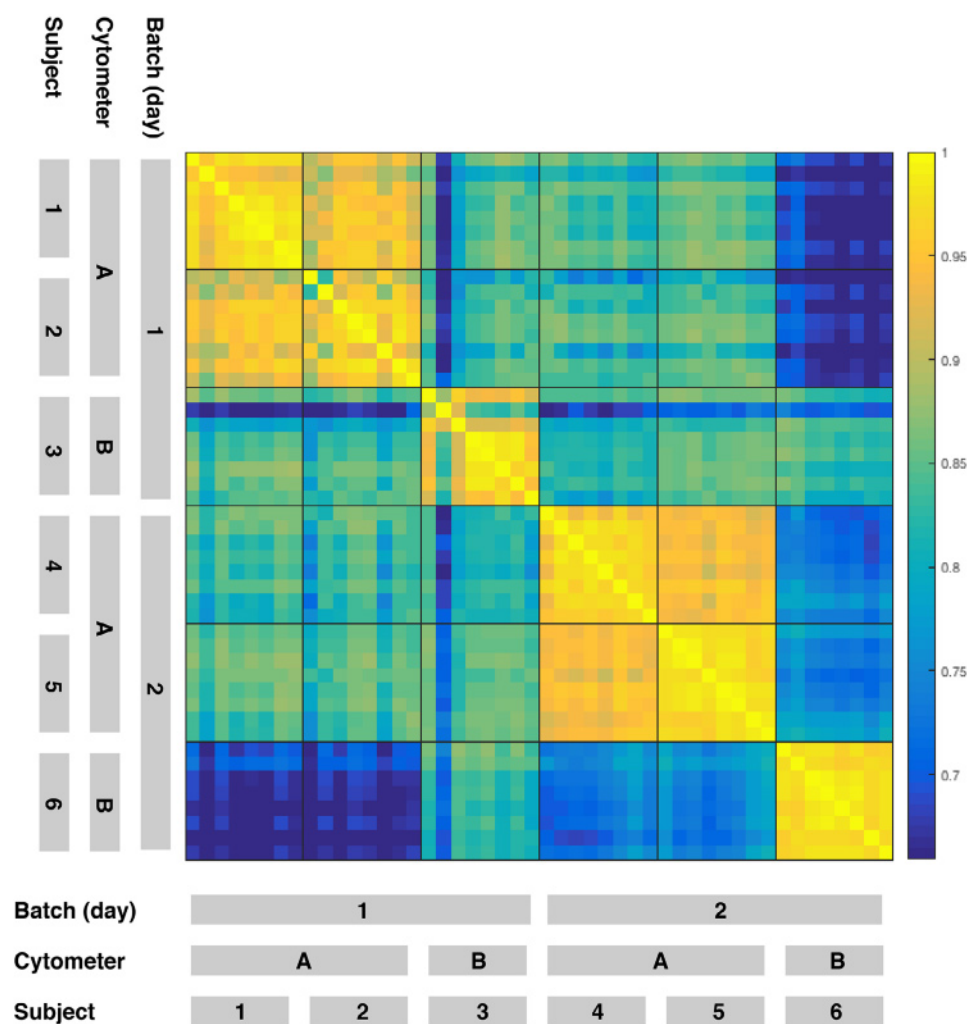 Subject
Cytometer
Batch (day)
1
2
3
4
5
6
A
B
A
B
1
2
1
0.95
0.9
0.85
0.8
0.75
0.7
Batch (day) 1 2
Cytometer A B A B
Subject 1 2 3 4 5 6